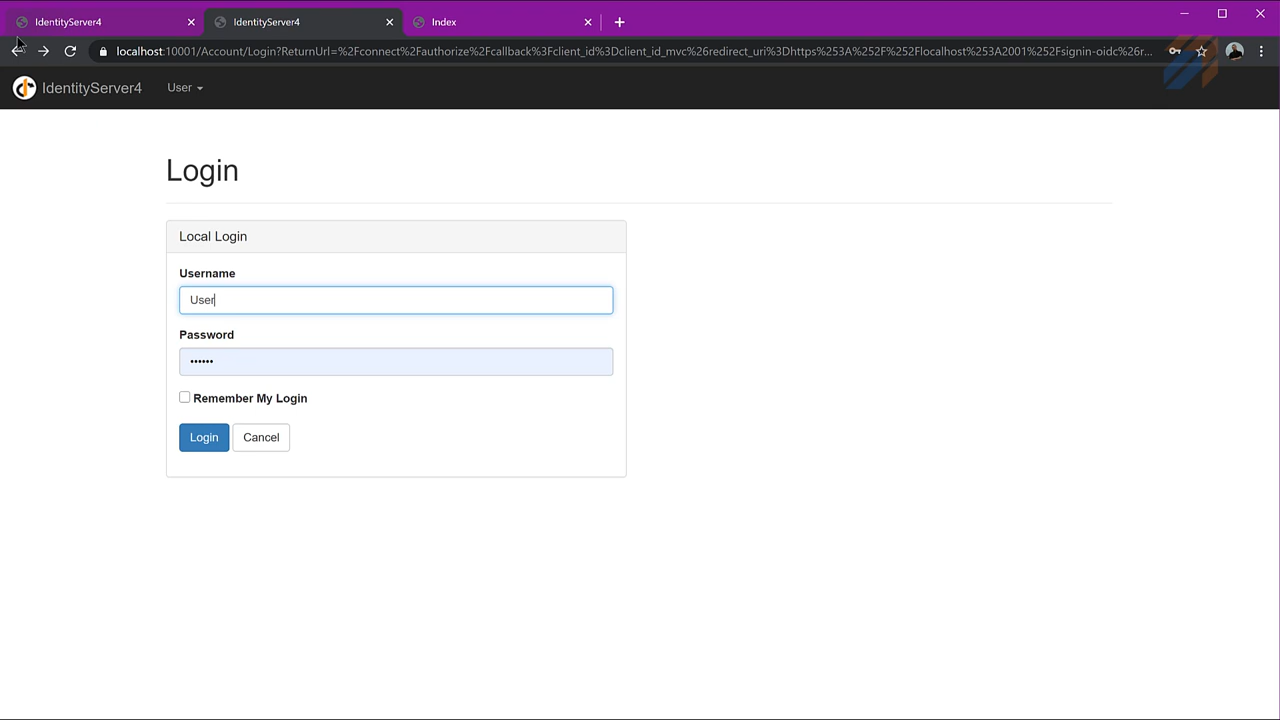 IdentityServer4
IdentityServer4
Index
localhost:10001/Account/Login?ReturnUrl=%2Fconnect%2Fauthorize%2Fcallback%3Fclient_id%3Dclient_id_mvc%26redirect_uri%3Dhttps%253A%252F%252Flocalhost%253A2001%252Fsignin-oidc%26r...
IdentityServer4 User
Login
Local Login
Username
User
Password
••••••
Remember My Login
Login Cancel